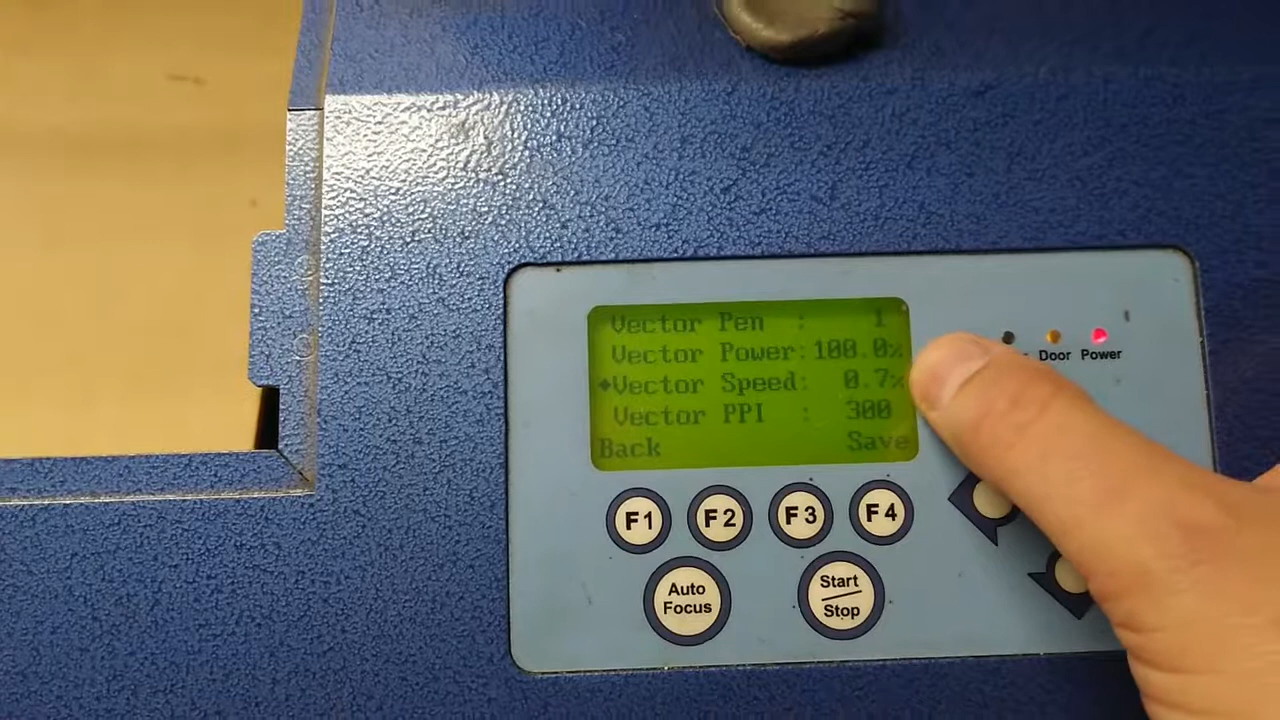 Vector Pen : 1
Vector Power:100.0%
◆Vector Speed: 0.7%
Vector PPI : 300
Back Save
Door Power
F1 F2 F3 F4
Auto Focus
Start
Stop